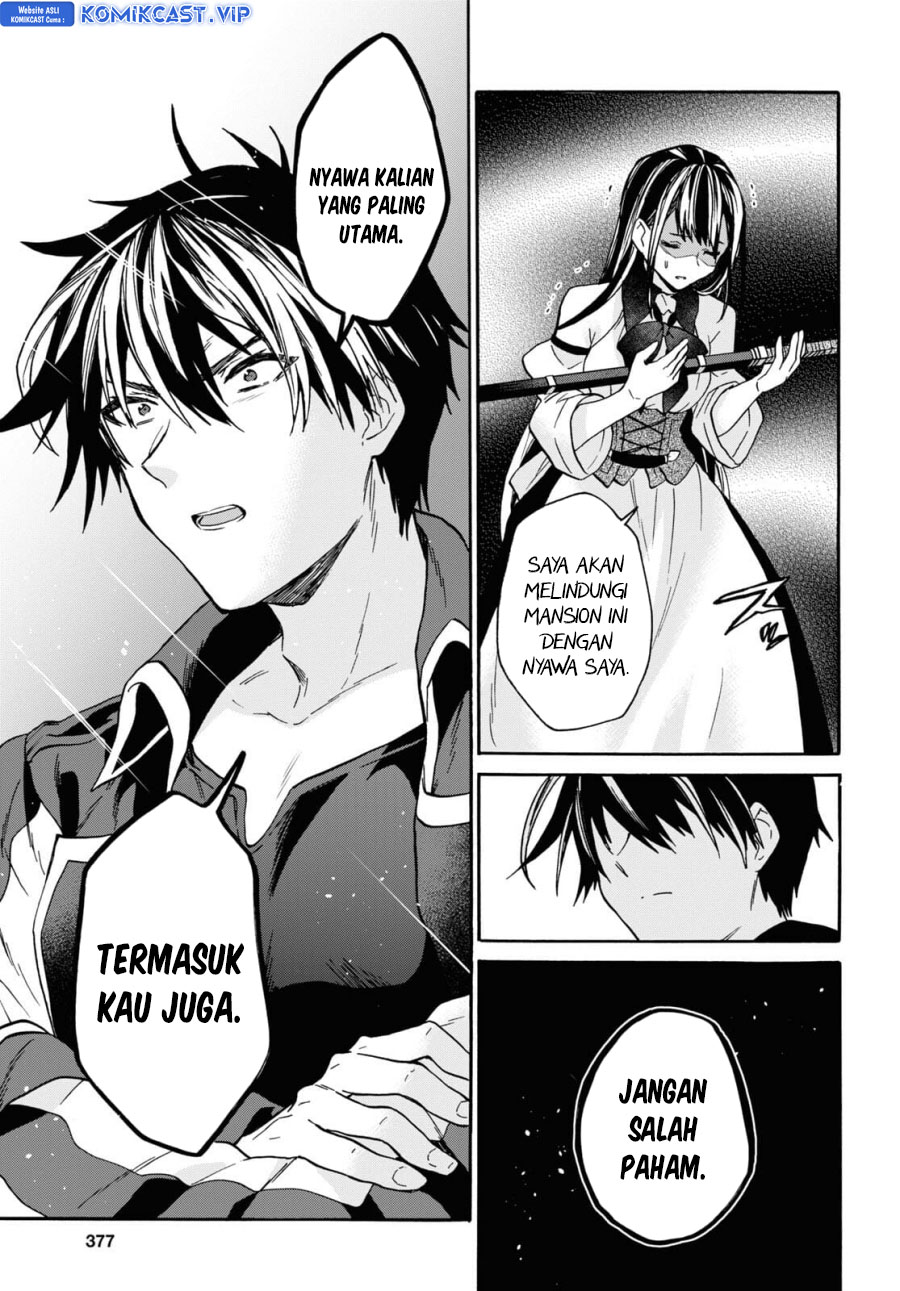 Website ASLI
KOMIKCAST Cuma :
KOMIKCAST.VIP
SAYA AKAN
MELINDUNGI
MANSION INI
DENGAN
NYAWA SAYA.
JANGAN
SALAH
PAHAM.
NYAWA KALIAN
YANG PALING
UTAMA.
TERMASUK
KAU JUGA.
377